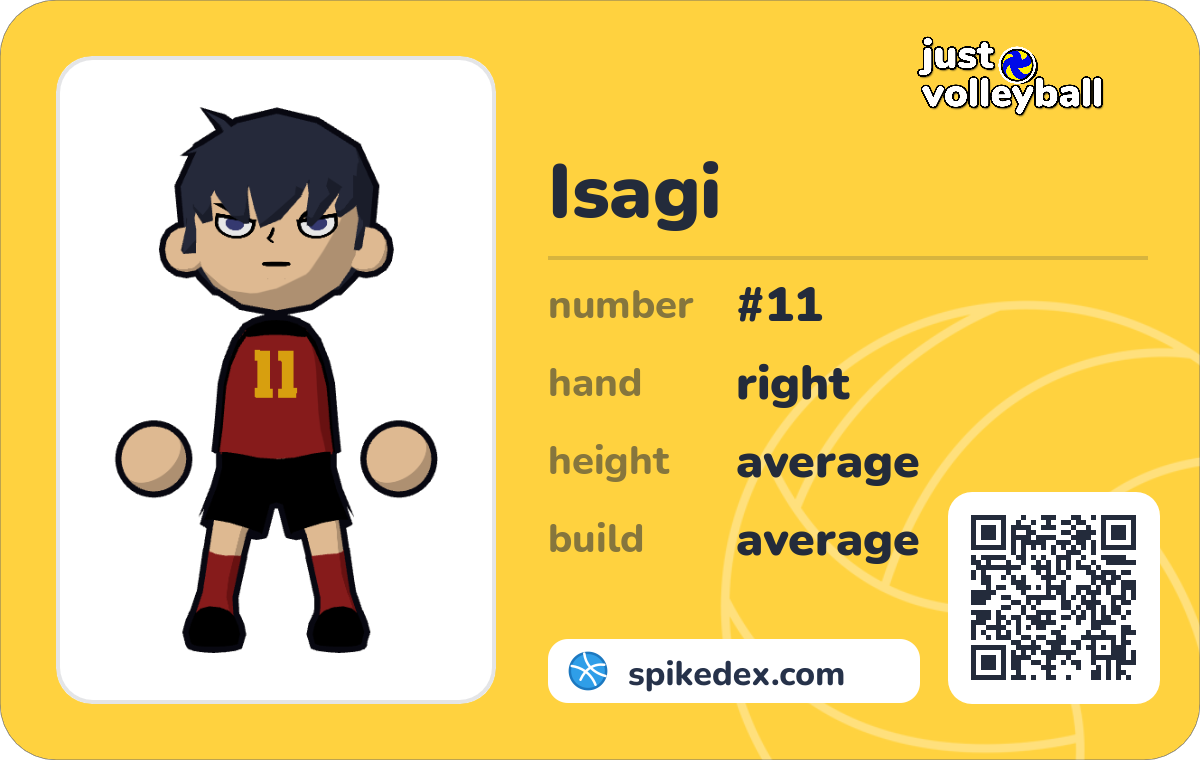 just
volleyball
Isagi
number #11
hand right
height average
build average
11
spikedex.com